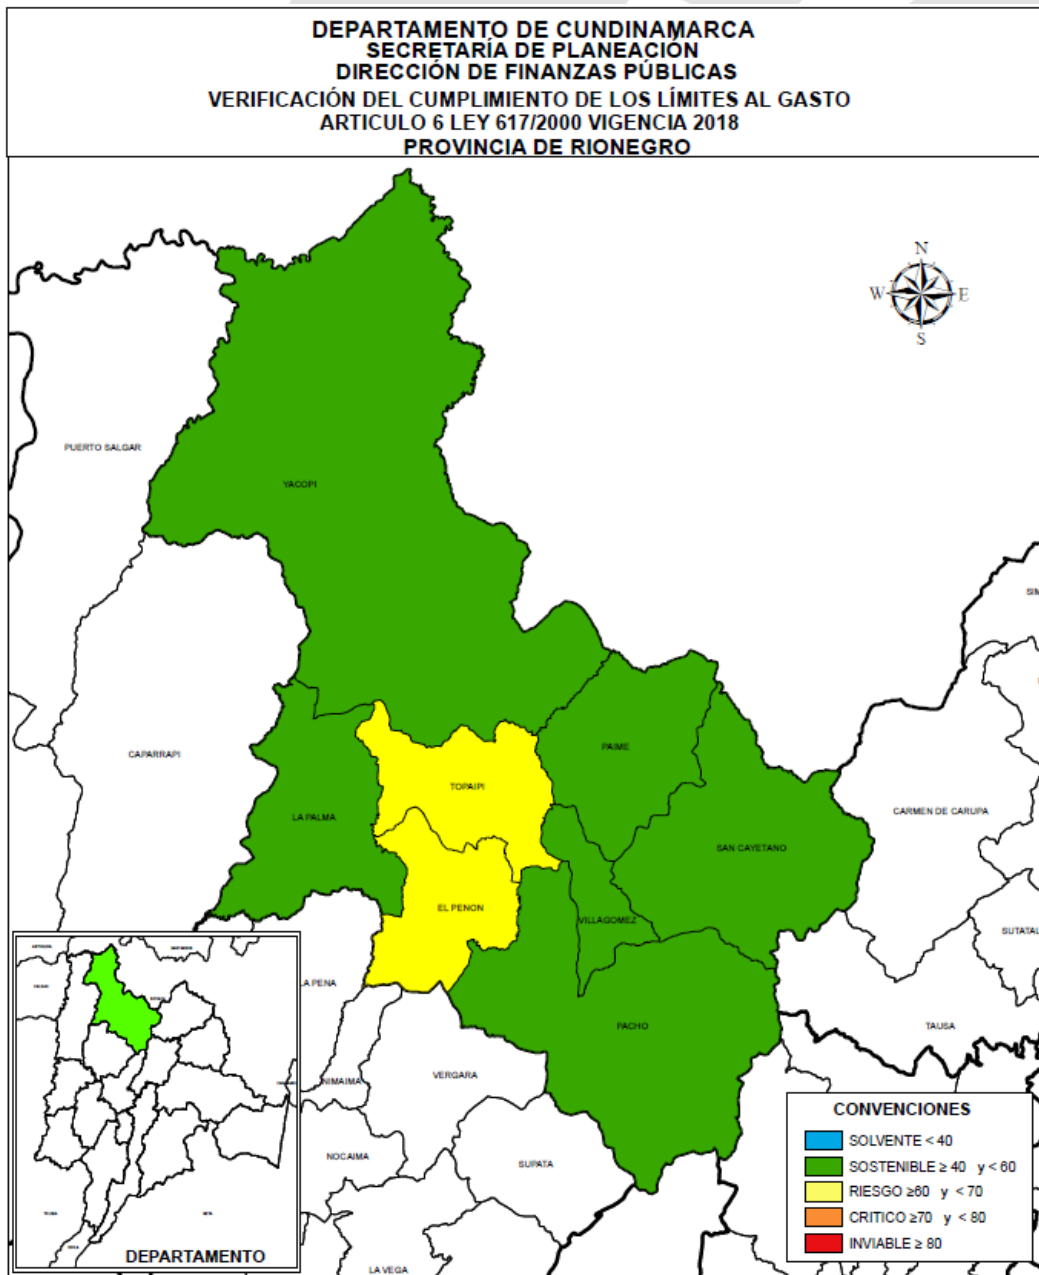 DEPARTAMENTO DE CUNDINAMARCA
SECRETARÍA DE PLANEACIÓN
DIRECCIÓN DE FINANZAS PÚBLICAS
VERIFICACIÓN DEL CUMPLIMIENTO DE LOS LÍMITES AL GASTO
ARTICULO 6 LEY 617/2000 VIGENCIA 2018
PROVINCIA DE RIONEGRO
N
W E
S
PUERTO SALGAR
YACOPI
SIM
CAPARRAPI
PAIME
TOPAIPI
LA PALMA
CARMEN DE CARUPA
SAN CAYETANO
EL PENON
VILLAGOMEZ
SUTATAL
A PENA
PACHO
TAUSA
NIMAIMA
VERGARA
NOCAIMA
SUPATA
LA VEGA
DEPARTAMENTO
CONVENCIONES
SOLVENTE < 40
SOSTENIBLE ≥ 40 y < 60
RIESGO ≥60 y < 70
CRITICO ≥70 y < 80
INVIABLE ≥ 80